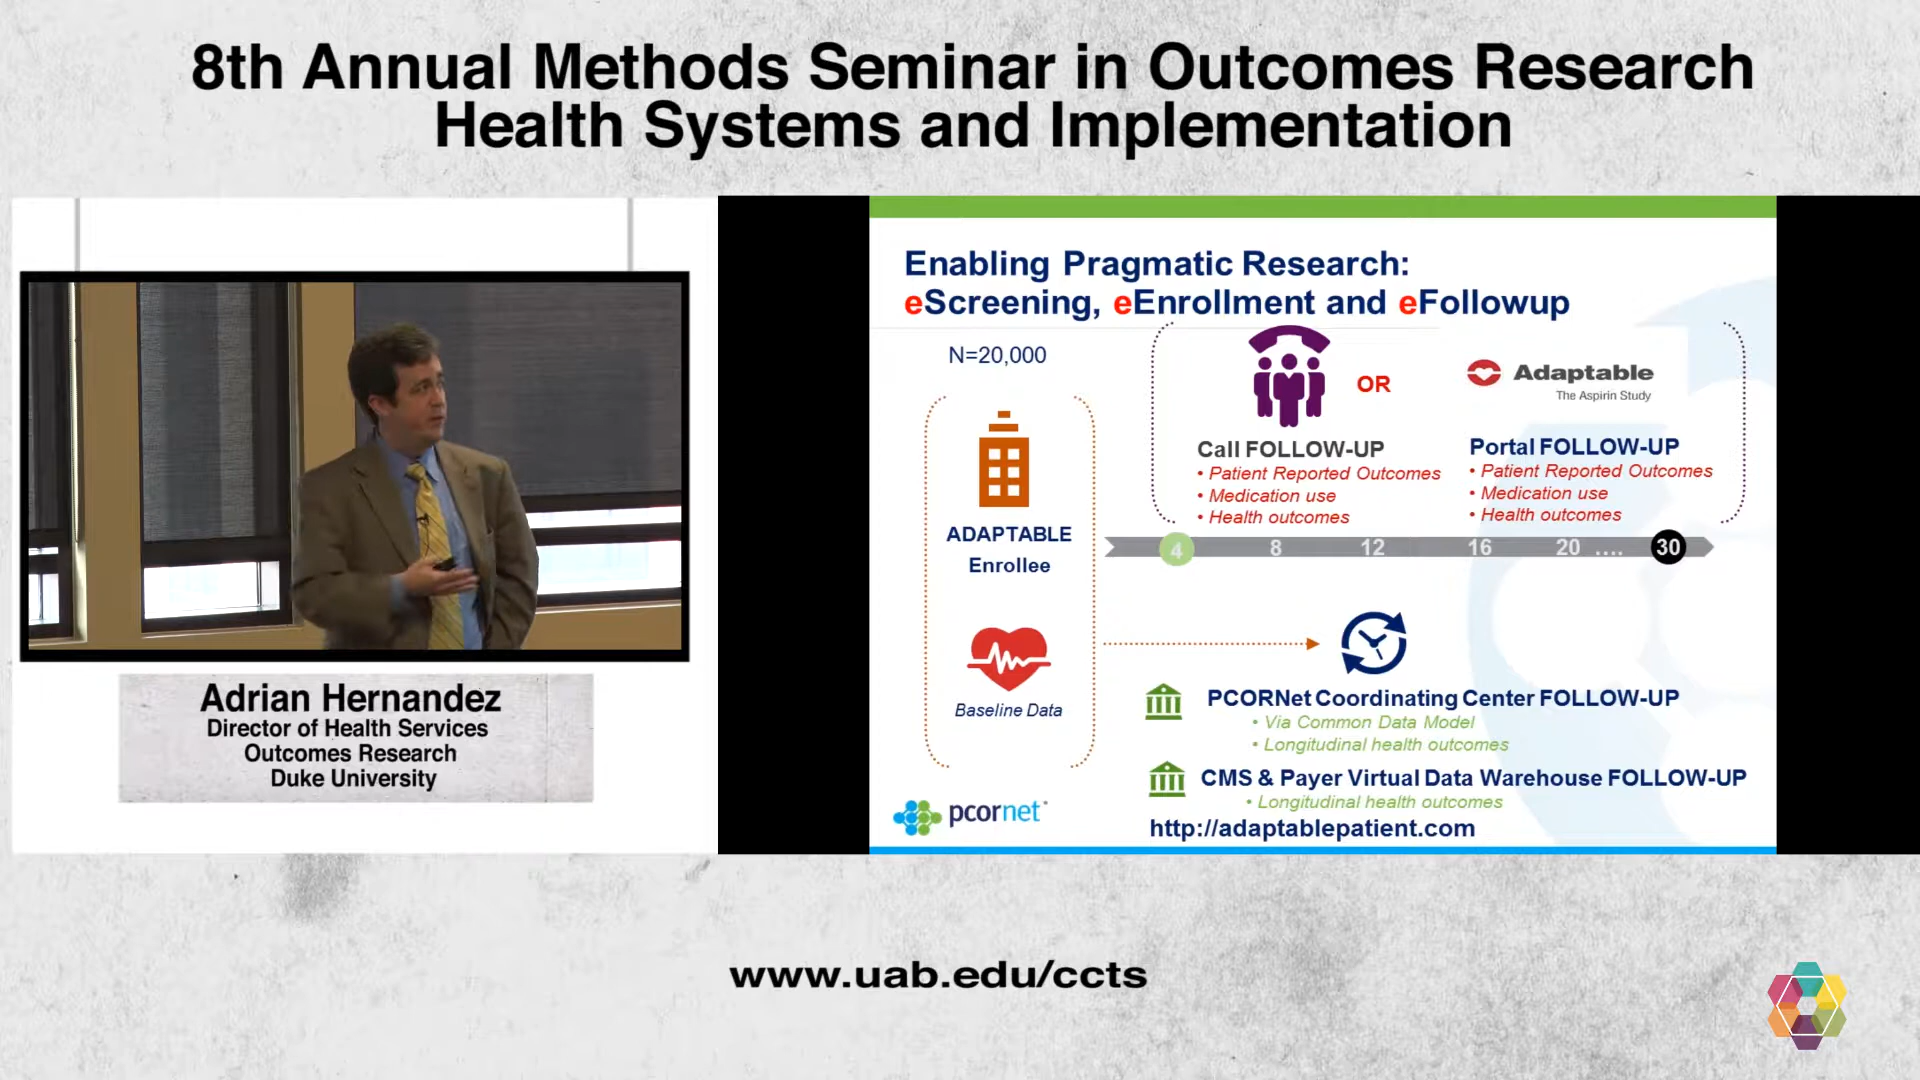 8th Annual Methods Seminar in Outcomes Research
Health Systems and Implementation
Adrian Hernandez
Director of Health Services
Outcomes Research
Duke University
Enabling Pragmatic Research:
eScreening, eEnrollment and eFollowup
N=20,000
ADAPTABLE
Enrollee
Baseline Data
Call FOLLOW-UP
• Patient Reported Outcomes
• Medication use
• Health outcomes
OR
Adaptable
The Aspirin Study
Portal FOLLOW-UP
• Patient Reported Outcomes
• Medication use
• Health outcomes
4 8 12 16 20 .... 30
PCORNet Coordinating Center FOLLOW-UP
• Via Common Data Model
• Longitudinal health outcomes
CMS & Payer Virtual Data Warehouse FOLLOW-UP
• Longitudinal health outcomes
pcornet
http://adaptablepatient.com
www.uab.edu/ccts